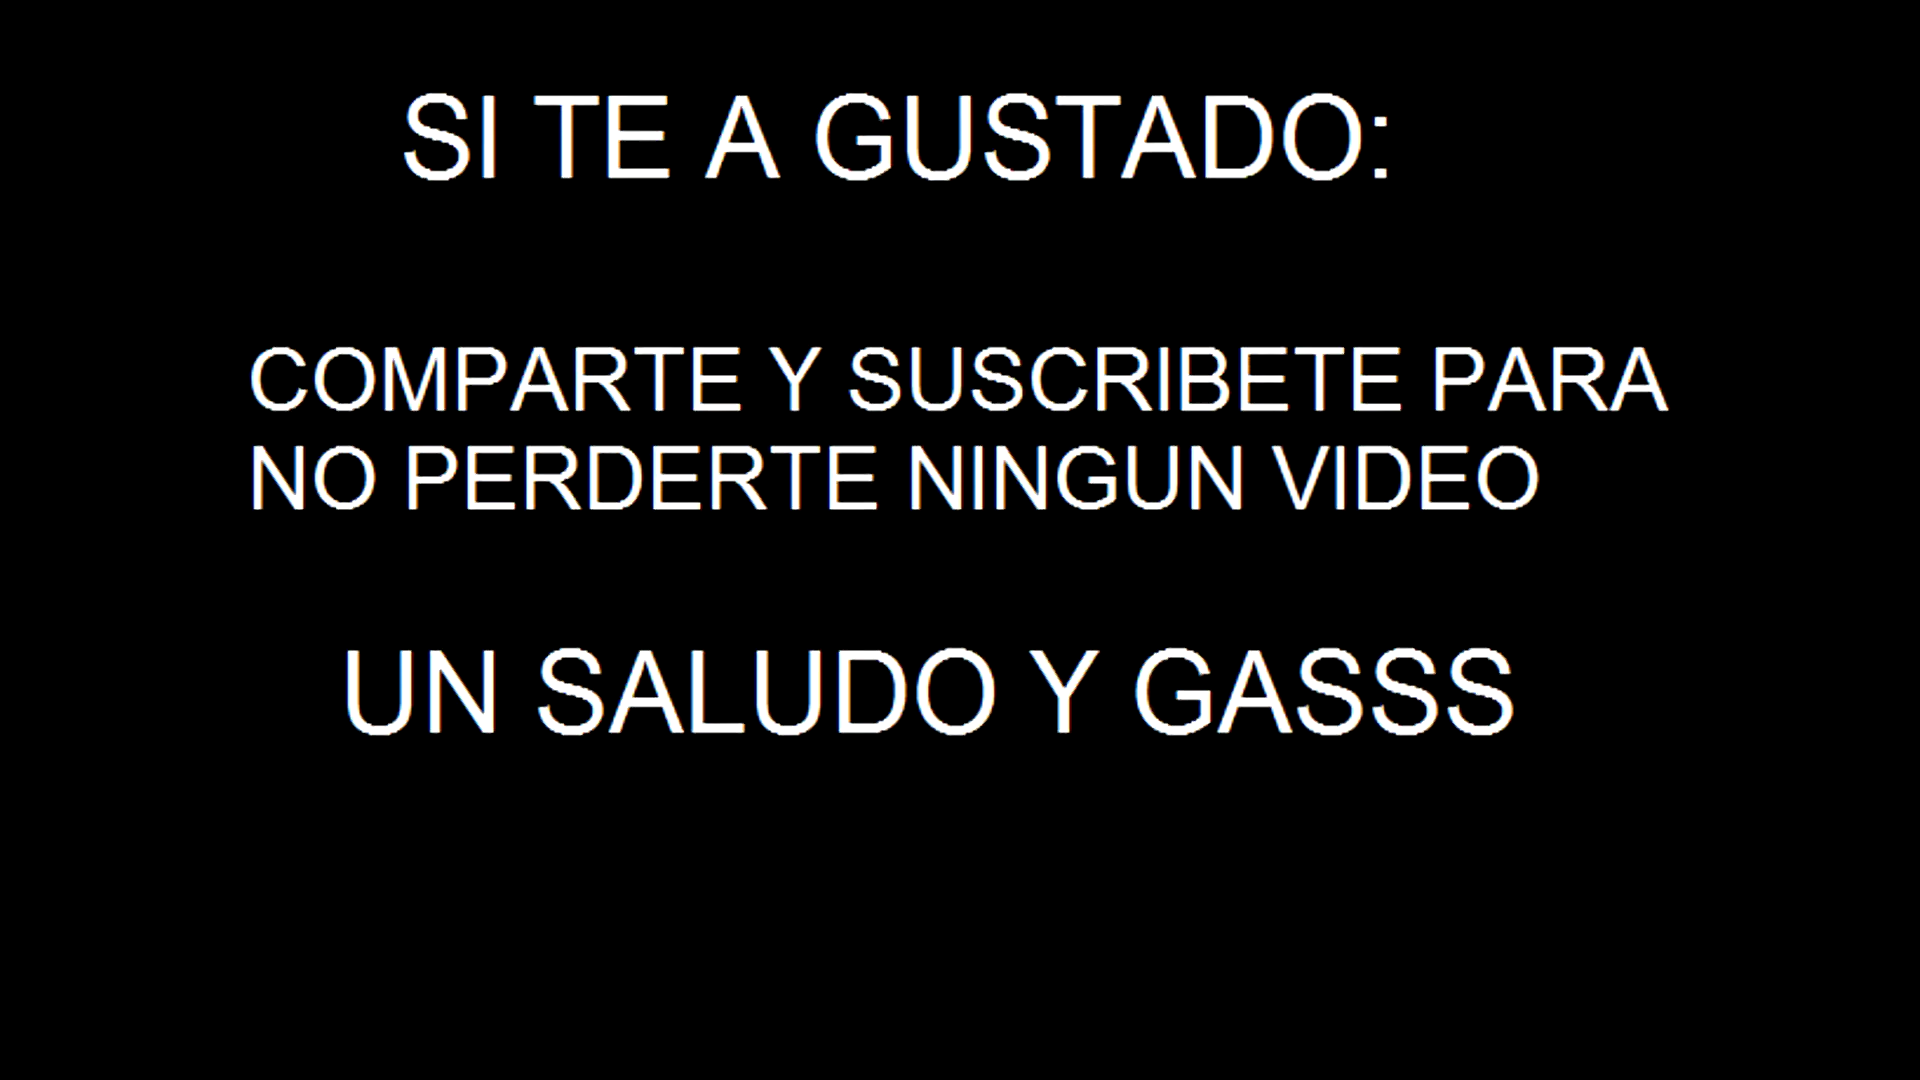 SI TE A GUSTADO:
COMPARTE Y SUSCRIBETE PARA
NO PERDERTE NINGUN VIDEO
UN SALUDO Y GASSS